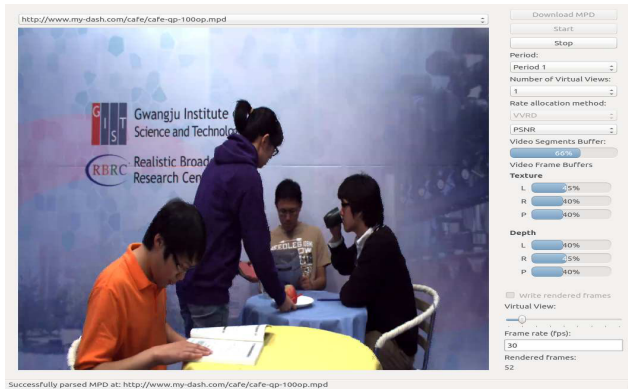 http://www.my-dash.com/cafe/cafe-qp-100op.mpd
Download MPD
Start
Stop
Period:
Period 1
Number of Virtual Views:
1
Rate allocation method:
VVRD
PSNR
Video Segments Buffer:
66%
Video Frame Buffers
Texture
L 45%
R 40%
P 40%
Depth
L 40%
R 45%
P 40%
Write rendered frames
Virtual View:
Frame rate (fps):
30
Rendered frames:
52
GIST
Gwangju Institute
Science and Technolo
RBRC
Realistic Broad
Research Cen
Successfully parsed MPD at: http://www.my-dash.com/cafe/cafe-qp-100op.mpd